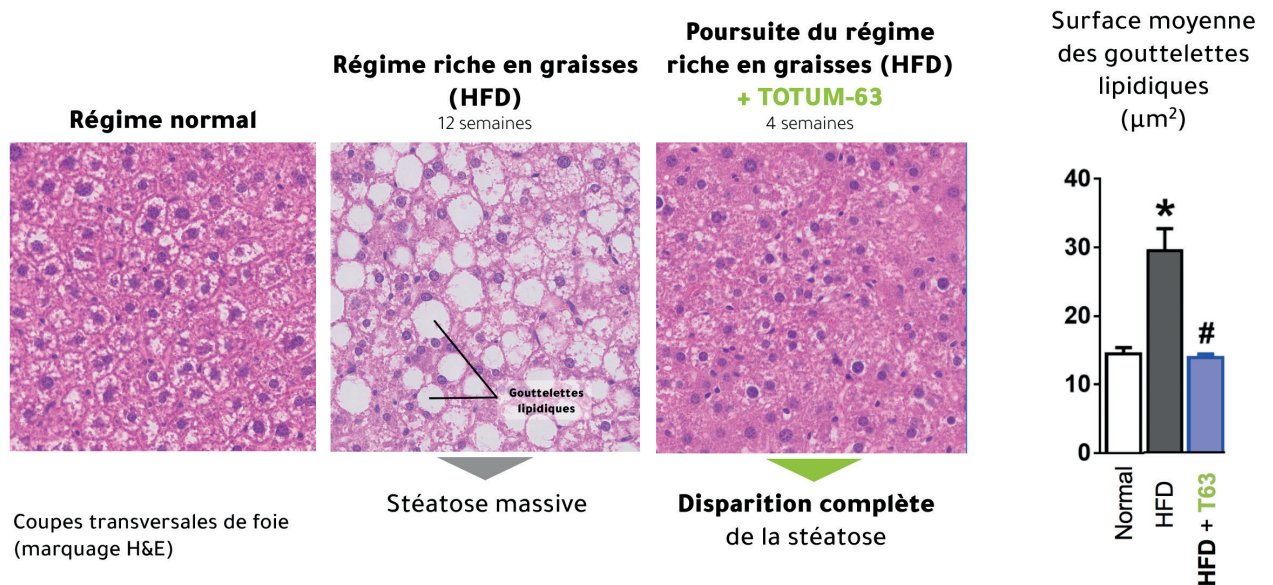 Régime normal
Régime riche en graisses
(HFD)
12 semaines
Poursuite du régime
riche en graisses (HFD)
+ TOTUM-63
4 semaines
Gouttelettes
lipidiques
Stéatose massive
Disparition complète
de la stéatose
Coupes transversales de foie
(marquage H&E)
Surface moyenne
des gouttelettes
lipidiques
(µm²)
40
30
20
10
0
*
#
Normal
HFD
HFD + T63